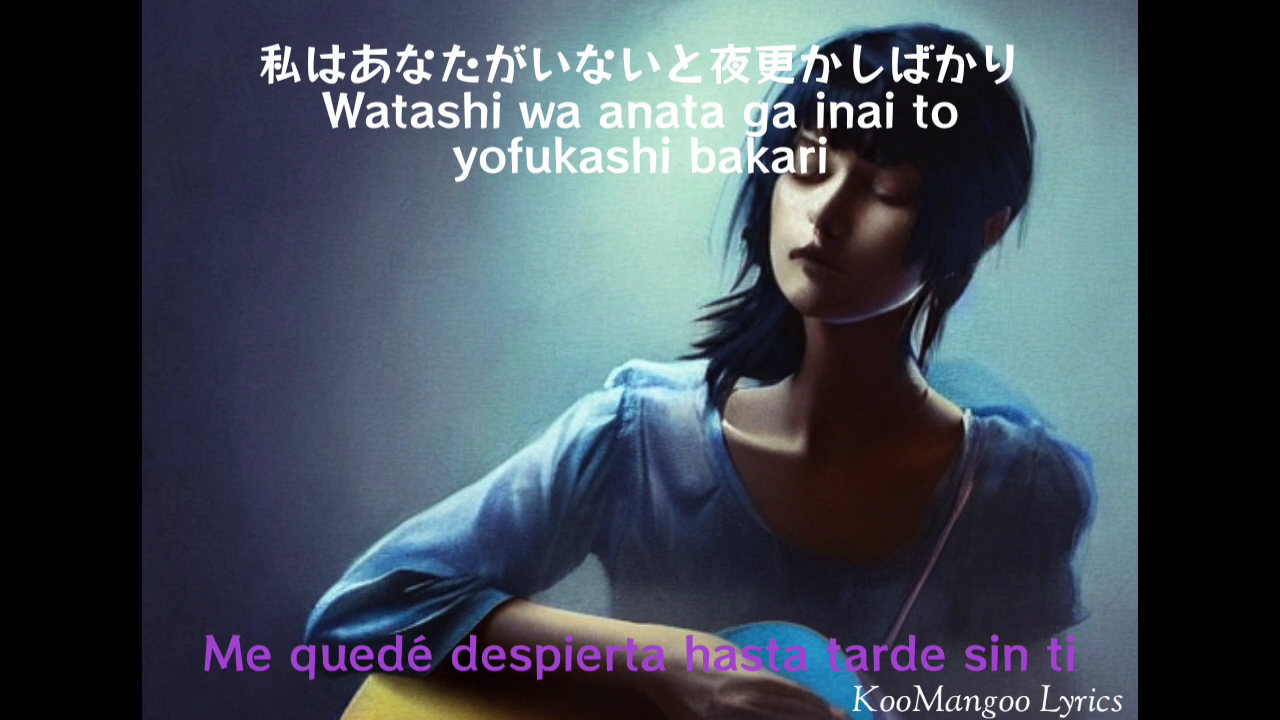 私はあなたがいないと夜更かしばかり
Watashi wa anata ga inai to
yofukashi bakari
Me quedé despierta hasta tarde sin ti
KooMangoo Lyrics